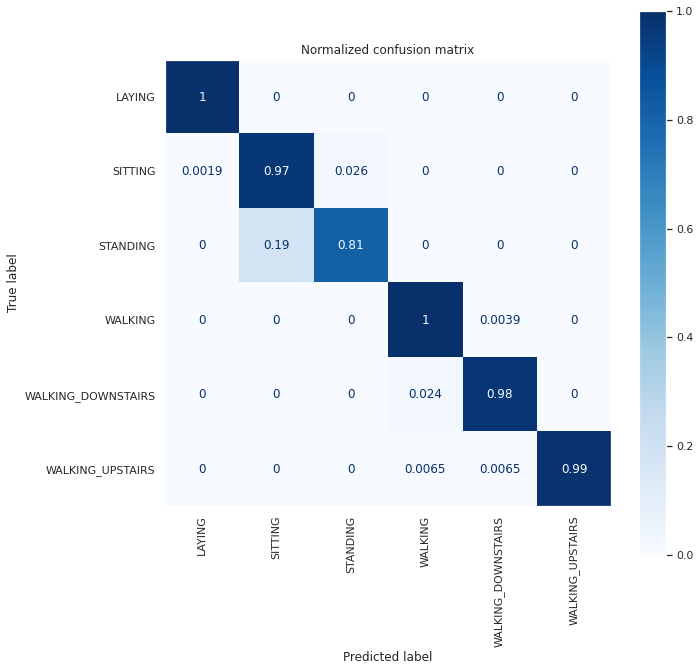 Normalized confusion matrix
True label
LAYING 1 0 0 0 0 0
SITTING 0.0019 0.97 0.026 0 0 0
STANDING 0 0.19 0.81 0 0 0
WALKING 0 0 0 1 0.0039 0
WALKING_DOWNSTAIRS 0 0 0 0.024 0.98 0
WALKING_UPSTAIRS 0 0 0 0.0065 0.0065 0.99
LAYING
SITTING
STANDING
WALKING
WALKING_DOWNSTAIRS
WALKING_UPSTAIRS
Predicted label
1.0
0.8
0.6
0.4
0.2
0.0